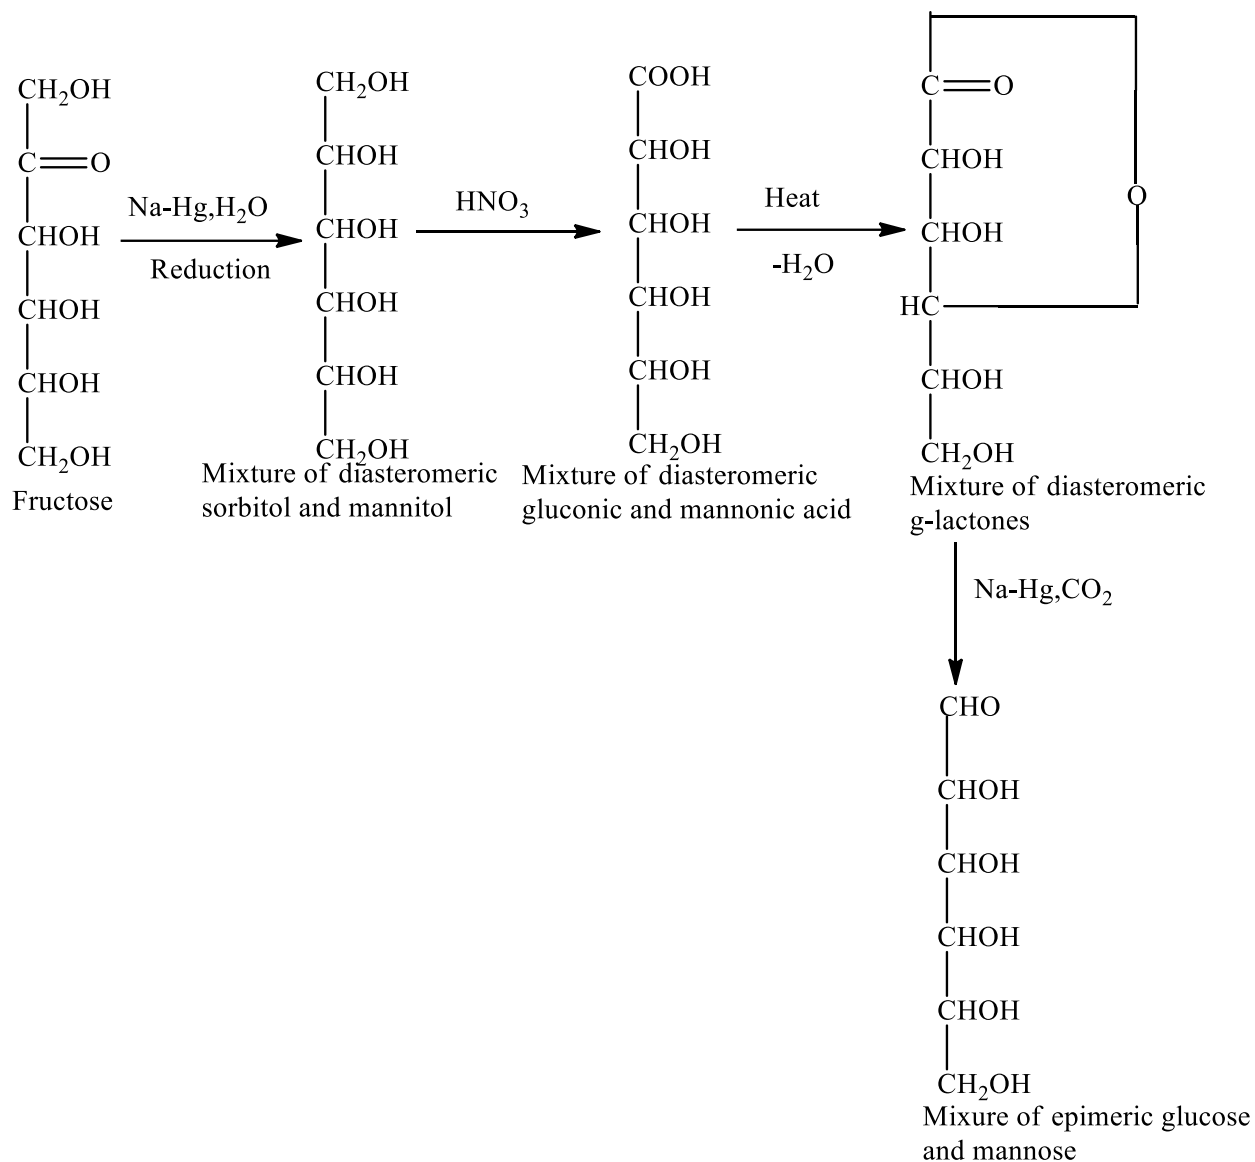 CH2OH
C=O
CHOH
CHOH
CHOH
CH2OH
Fructose
Na-Hg,H2O
Reduction
CH2OH
CHOH
CHOH
CHOH
CHOH
CH2OH
Mixture of diasteromeric
sorbitol and mannitol
HNO3
COOH
CHOH
CHOH
CHOH
CHOH
CH2OH
Mixture of diasteromeric
gluconic and mannonic acid
Heat
-H2O
C=O
CHOH
CHOH
O
HC
CHOH
CH2OH
Mixture of diasteromeric
g-lactones
Na-Hg,CO2
CHO
CHOH
CHOH
CHOH
CHOH
CH2OH
Mixure of epimeric glucose
and mannose